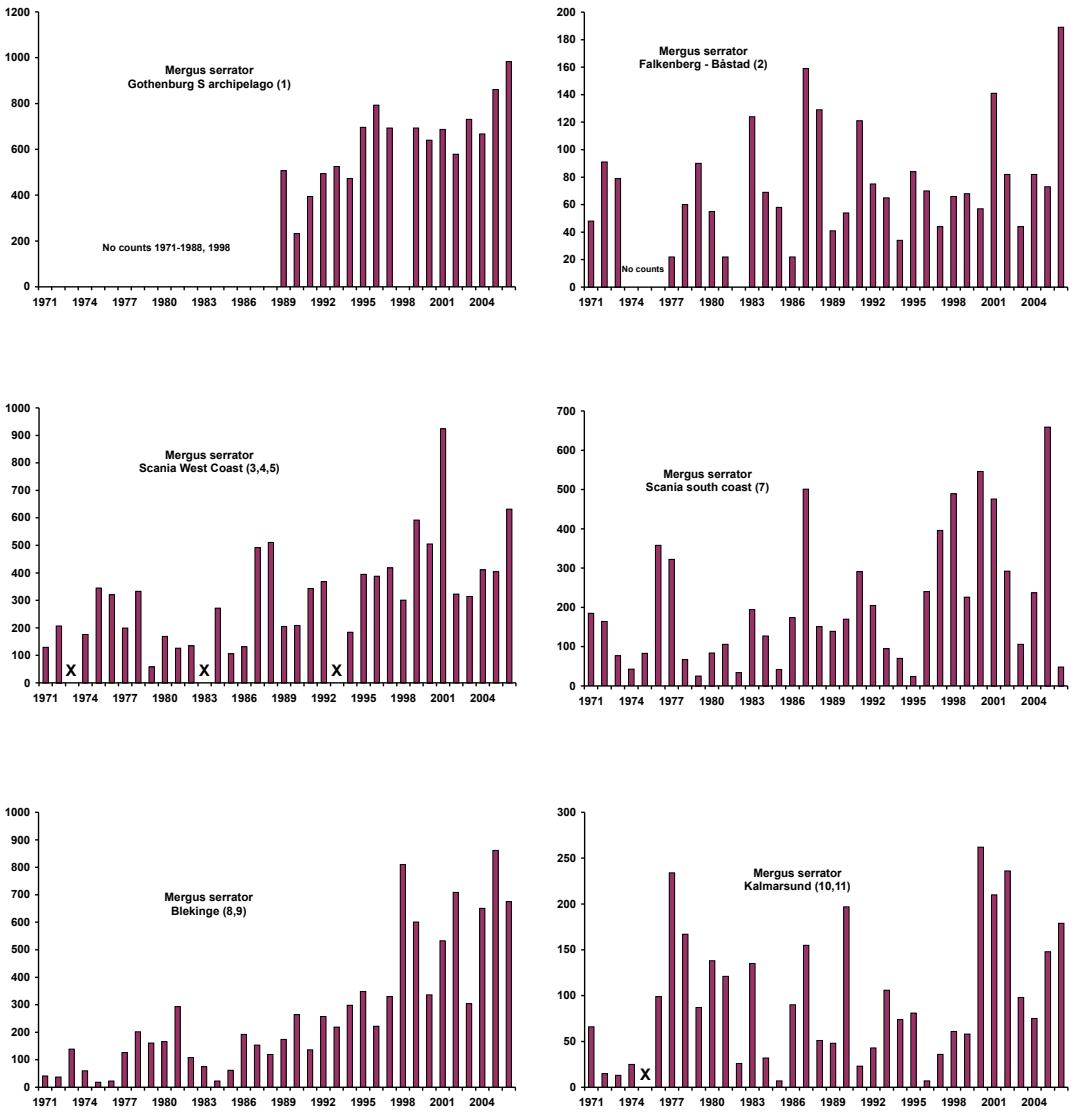 1200
1000
800
600
400
200
0
Mergus serrator
Gothenburg S archipelago (1)
No counts 1971-1988, 1998
1971 1974 1977 1980 1983 1986 1989 1992 1995 1998 2001 2004
200
180
160
140
120
100
80
60
40
20
0
Mergus serrator
Falkenberg - Båstad (2)
No counts
1971 1974 1977 1980 1983 1986 1989 1992 1995 1998 2001 2004
1000
900
800
700
600
500
400
300
200
100
0
Mergus serrator
Scania West Coast (3,4,5)
X X X
1971 1974 1977 1980 1983 1986 1989 1992 1995 1998 2001 2004
700
600
500
400
300
200
100
0
Mergus serrator
Scania south coast (7)
1971 1974 1977 1980 1983 1986 1989 1992 1995 1998 2001 2004
1000
900
800
700
600
500
400
300
200
100
0
Mergus serrator
Blekinge (8,9)
1971 1974 1977 1980 1983 1986 1989 1992 1995 1998 2001 2004
300
250
200
150
100
50
0
Mergus serrator
Kalmarsund (10,11)
X
1971 1974 1977 1980 1983 1986 1989 1992 1995 1998 2001 2004